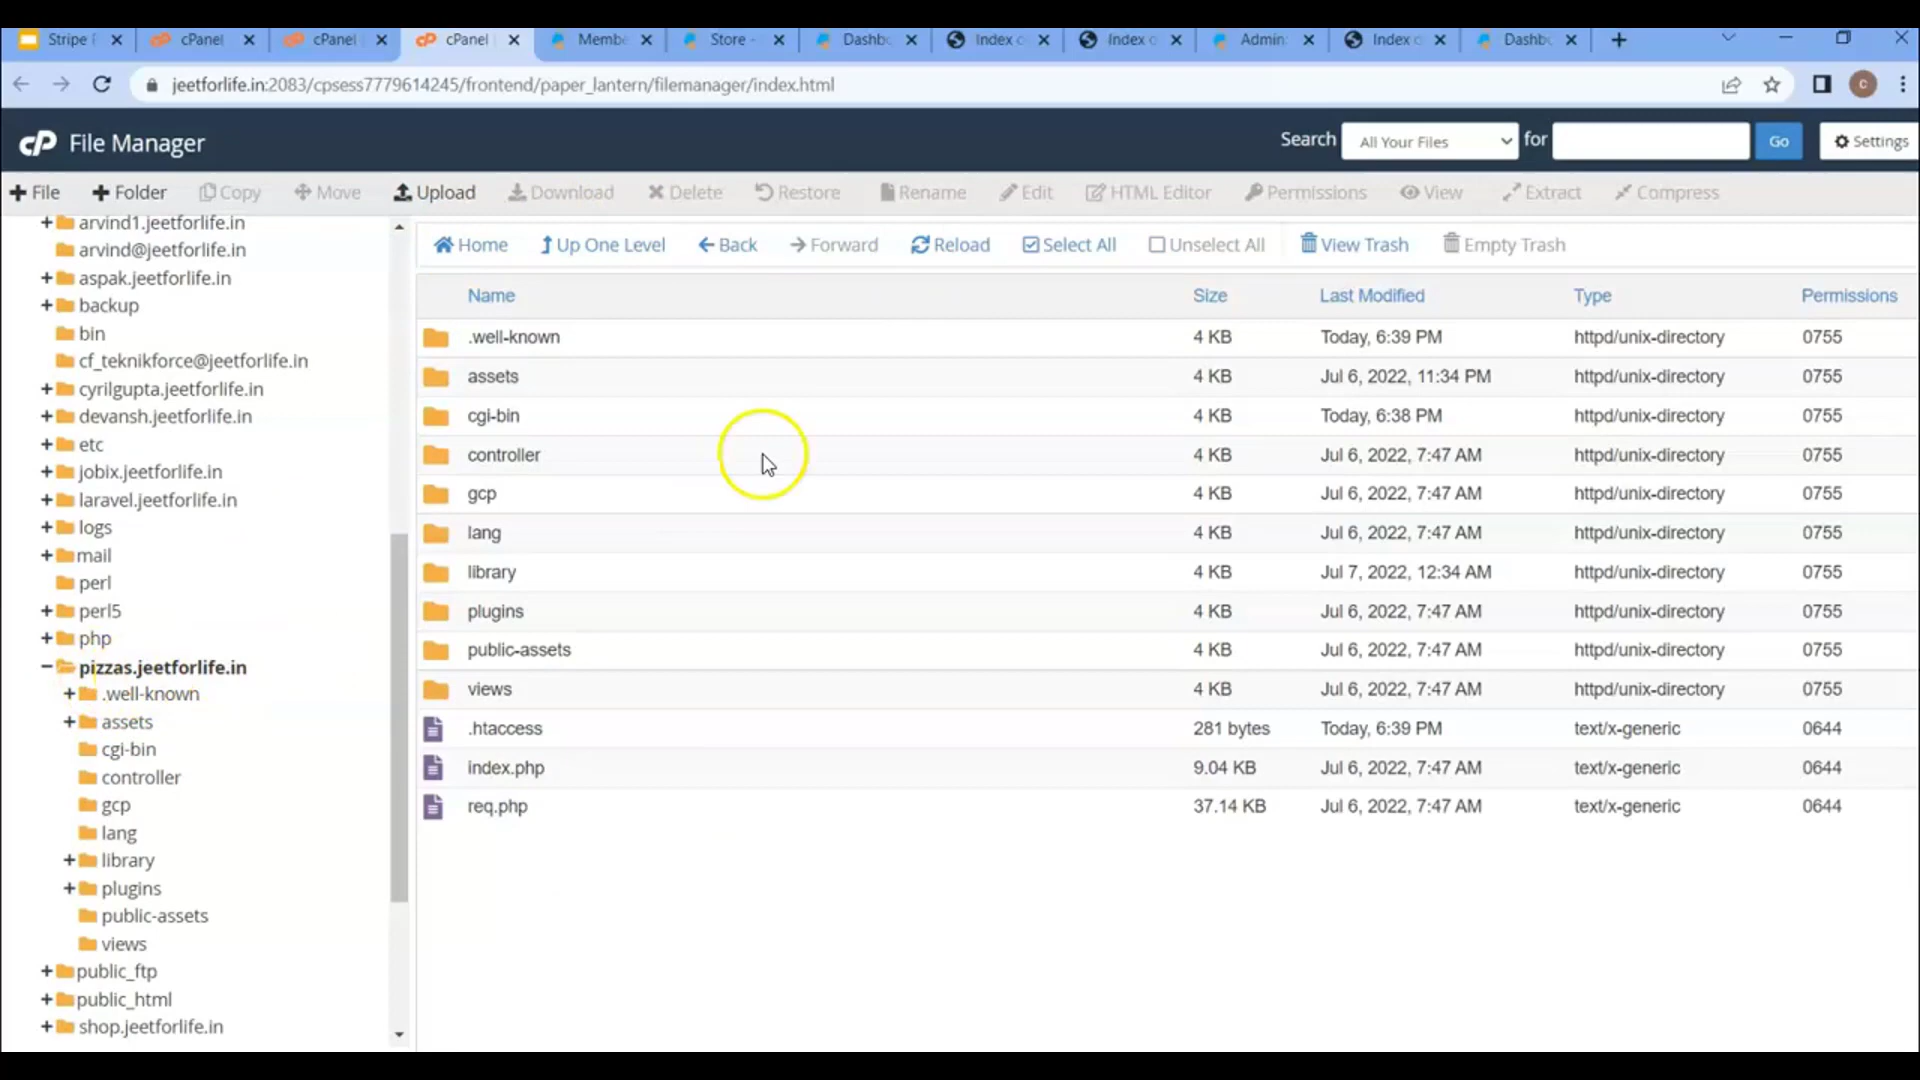 Stripe cPanel cPanel cPanel Membe Store - Dashbo Index o Index o Admin Index o Dashbo
jeetforlife.in:2083/cpsess7779614245/frontend/paper_lantern/filemanager/index.html C
cP File Manager Search All Your Files for Go Settings
File Folder Copy Move Upload Download Delete Restore Rename Edit HTML Editor Permissions View Extract Compress
Home Up One Level Back Forward Reload Select All Unselect All View Trash Empty Trash
arvind1.jeetforlife.in
arvind@jeetforlife.in
aspak.jeetforlife.in
backup
bin
cf_teknikforce@jeetforlife.in
cyrilgupta.jeetforlife.in
devansh.jeetforlife.in
etc
jobix.jeetforlife.in
laravel.jeetforlife.in
logs
mail
perl
perl5
php
pizzas.jeetforlife.in
.well-known
assets
cgi-bin
controller
gcp
lang
library
plugins
public-assets
views
public_ftp
public_html
shop.jeetforlife.in
Name Size Last Modified Type Permissions
.well-known 4 KB Today, 6:39 PM httpd/unix-directory 0755
assets 4 KB Jul 6, 2022, 11:34 PM httpd/unix-directory 0755
cgi-bin 4 KB Today, 6:38 PM httpd/unix-directory 0755
controller 4 KB Jul 6, 2022, 7:47 AM httpd/unix-directory 0755
gcp 4 KB Jul 6, 2022, 7:47 AM httpd/unix-directory 0755
lang 4 KB Jul 6, 2022, 7:47 AM httpd/unix-directory 0755
library 4 KB Jul 7, 2022, 12:34 AM httpd/unix-directory 0755
plugins 4 KB Jul 6, 2022, 7:47 AM httpd/unix-directory 0755
public-assets 4 KB Jul 6, 2022, 7:47 AM httpd/unix-directory 0755
views 4 KB Jul 6, 2022, 7:47 AM httpd/unix-directory 0755
.htaccess 281 bytes Today, 6:39 PM text/x-generic 0644
index.php 9.04 KB Jul 6, 2022, 7:47 AM text/x-generic 0644
req.php 37.14 KB Jul 6, 2022, 7:47 AM text/x-generic 0644